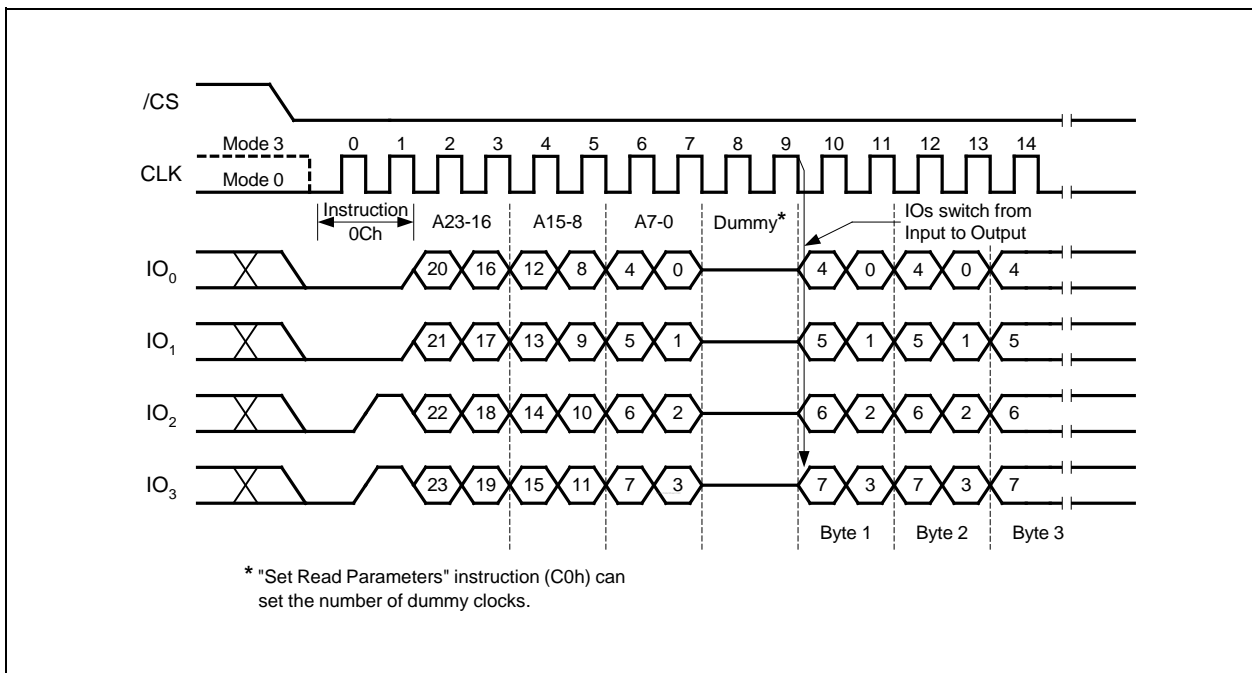 /CS
Mode 3 0 1 2 3 4 5 6 7 8 9 10 11 12 13 14
CLK
Mode 0
Instruction
0Ch
A23-16 A15-8 A7-0 Dummy*
IOs switch from
Input to Output
IO0 20 16 12 8 4 0 4 0 4 0 4
IO1 21 17 13 9 5 1 5 1 5 1 5
IO2 22 18 14 10 6 2 6 2 6 2 6
IO3 23 19 15 11 7 3 7 3 7 3 7
Byte 1 Byte 2 Byte 3
* "Set Read Parameters" instruction (C0h) can
set the number of dummy clocks.